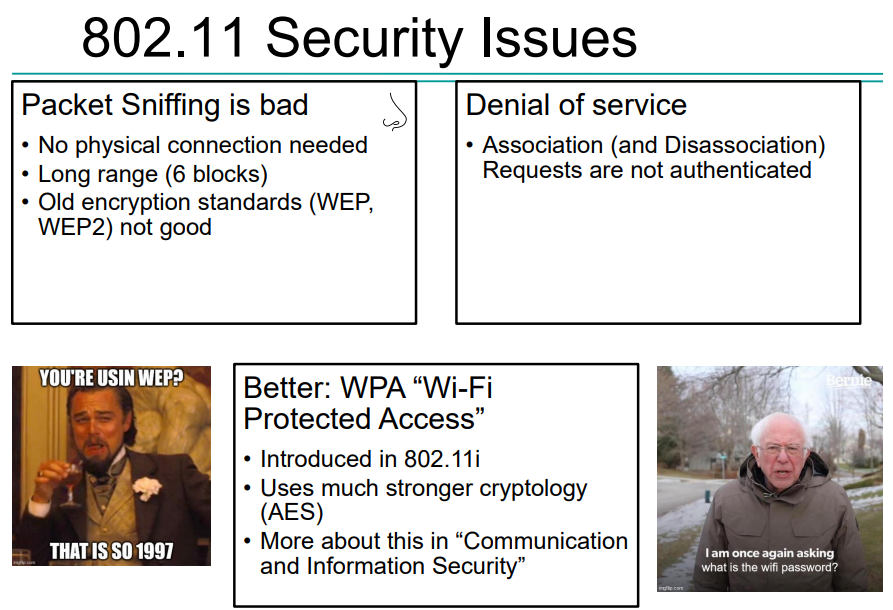 802.11 Security Issues
Packet Sniffing is bad
• No physical connection needed
• Long range (6 blocks)
• Old encryption standards (WEP,
WEP2) not good
Denial of service
• Association (and Disassociation)
Requests are not authenticated
YOU'RE USIN WEP?
THAT IS SO 1997
imgflip.com
Better: WPA “Wi-Fi
Protected Access”
• Introduced in 802.11i
• Uses much stronger cryptology
(AES)
• More about this in “Communication
and Information Security”
Bernie
I am once again asking
what is the wifi password?
imgflip.com